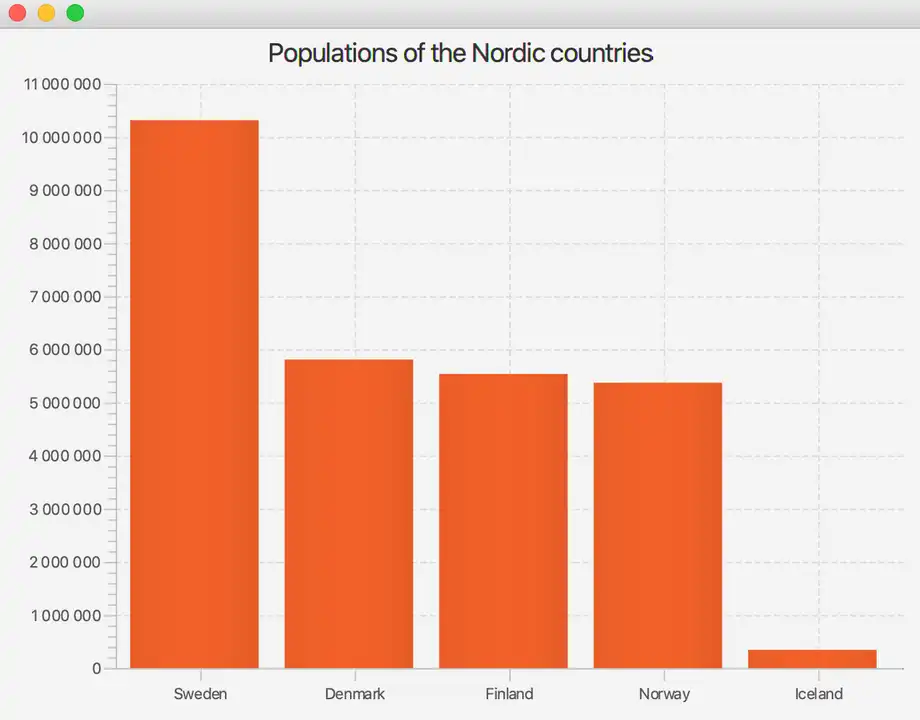 Populations of the Nordic countries
11 000 000
10 000 000
9 000 000
8 000 000
7 000 000
6 000 000
5 000 000
4 000 000
3 000 000
2 000 000
1 000 000
0
Sweden Denmark Finland Norway Iceland